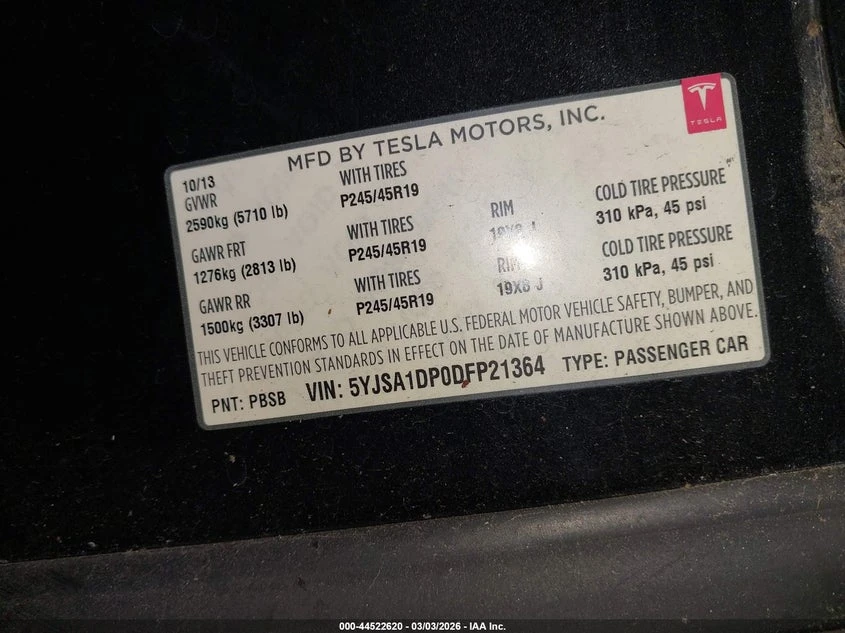 MFD BY TESLA MOTORS, INC.
TESLA
10/13
GVWR
2590kg (5710 lb)
WITH TIRES
P245/45R19
GAWR FRT
1276kg (2813 lb)
WITH TIRES
P245/45R19
RIM
19X8 J
COLD TIRE PRESSURE
310 kPa, 45 psi
GAWR RR
1500kg (3307 lb)
WITH TIRES
P245/45R19
RIM
19X8 J
COLD TIRE PRESSURE
310 kPa, 45 psi
THIS VEHICLE CONFORMS TO ALL APPLICABLE U.S. FEDERAL MOTOR VEHICLE SAFETY, BUMPER, AND
THEFT PREVENTION STANDARDS IN EFFECT ON THE DATE OF MANUFACTURE SHOWN ABOVE.
PNT: PBSB VIN: 5YJSA1DP0DFP21364 TYPE: PASSENGER CAR
000-44522620 - 03/03/2026 - IAA Inc.